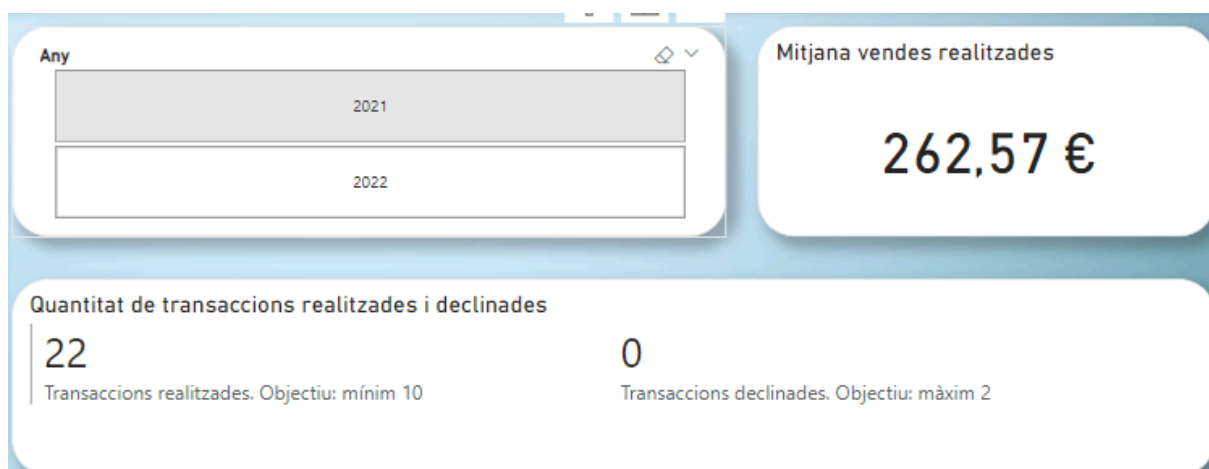 Any
2021
2022
Mitjana vendes realitzades
262,57 €
Quantitat de transaccions realitzades i declinades
22
Transaccions realitzades. Objectiu: mínim 10
0
Transaccions declinades. Objectiu: màxim 2